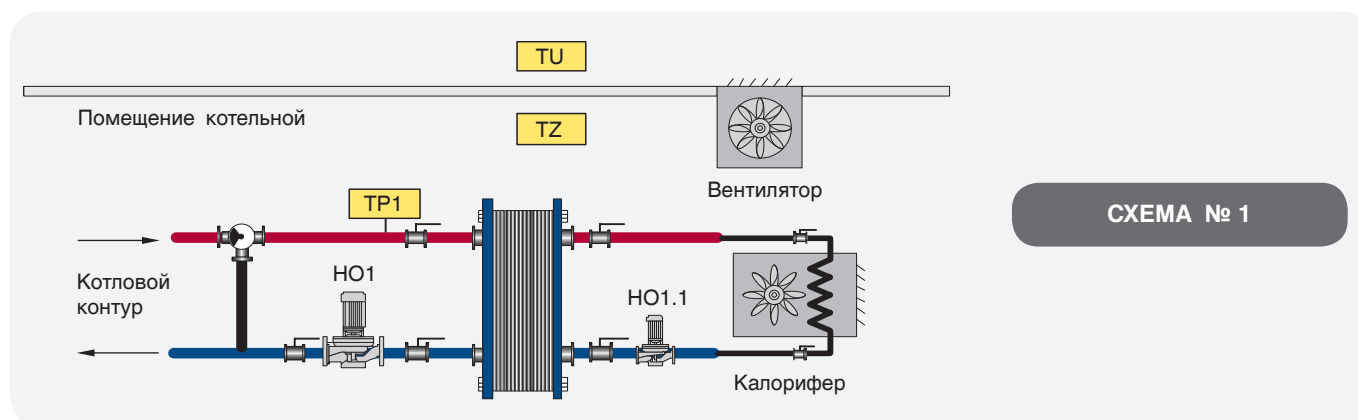 TU
Помещение котельной
TZ
Вентилятор
TP1
СХЕМА № 1
Котловой
контур
НО1
НО1.1
Калорифер